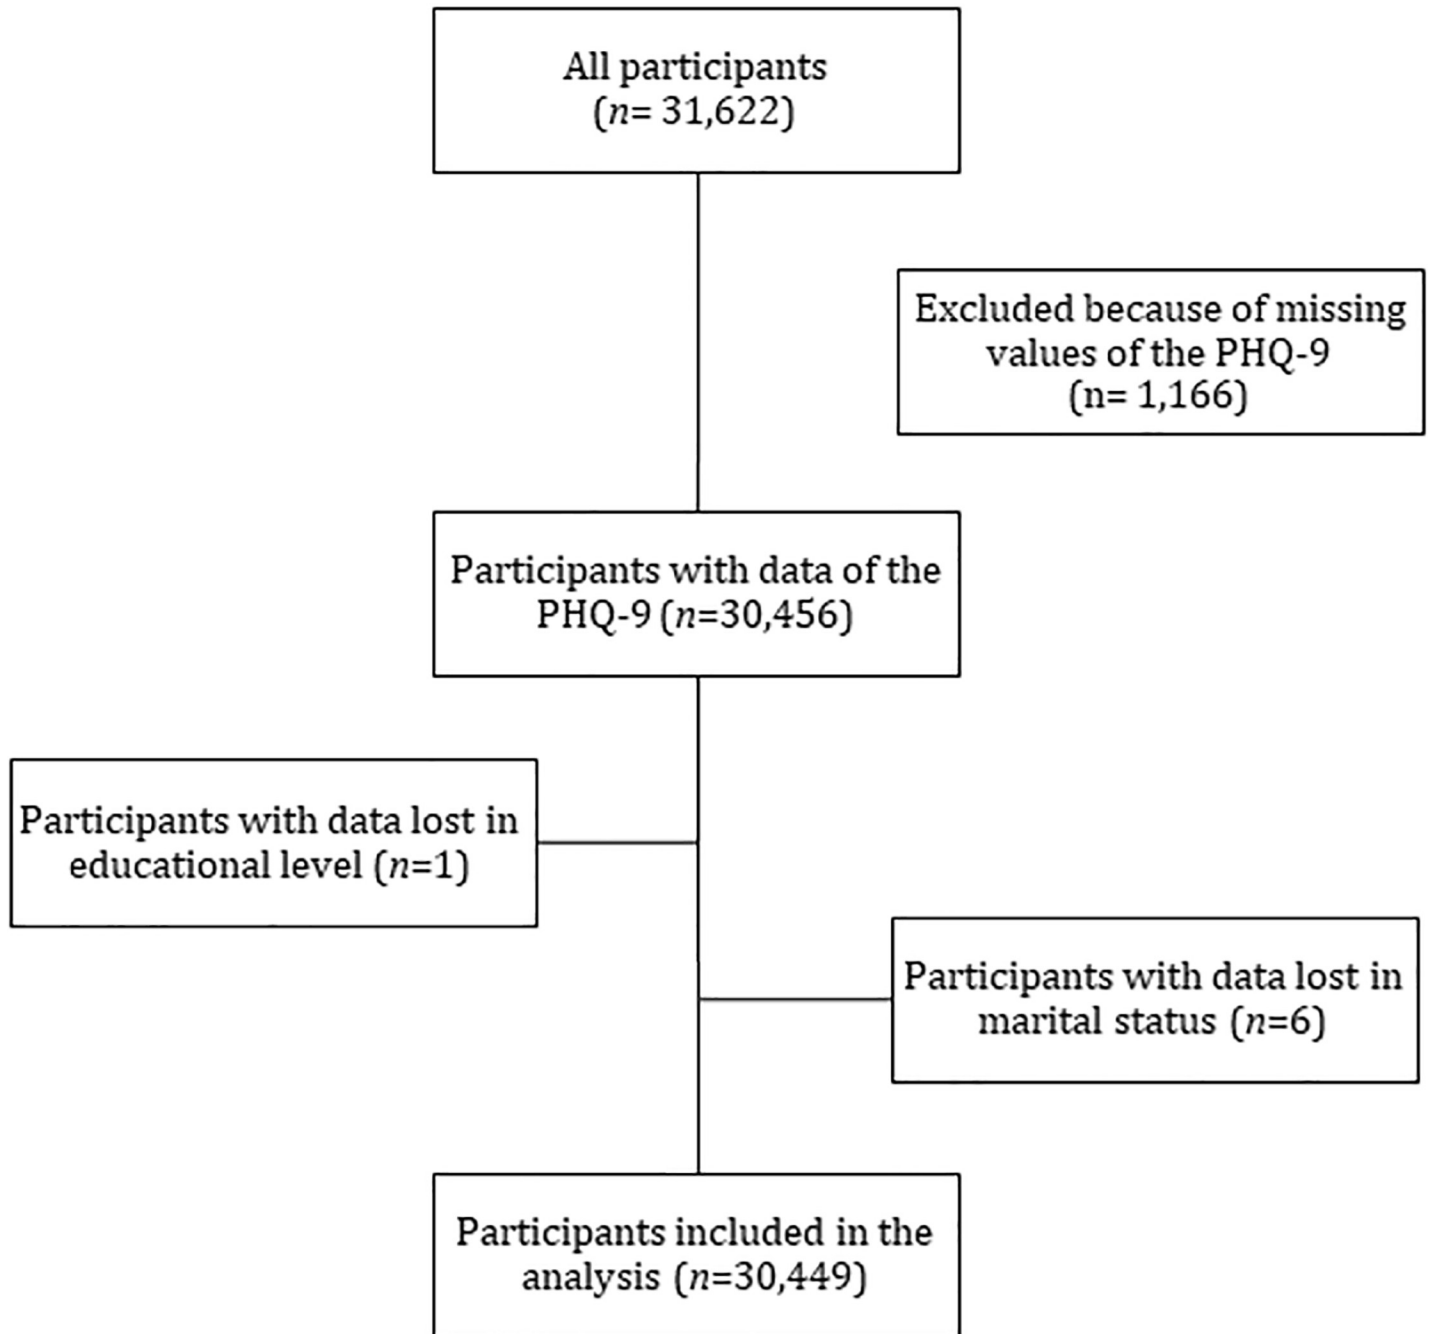 All participants
(n= 31,622)
Excluded because of missing
values of the PHQ-9
(n= 1,166)
Participants with data of the
PHQ-9 (n=30,456)
Participants with data lost in
educational level (n=1)
Participants with data lost in
marital status (n=6)
Participants included in the
analysis (n=30,449)